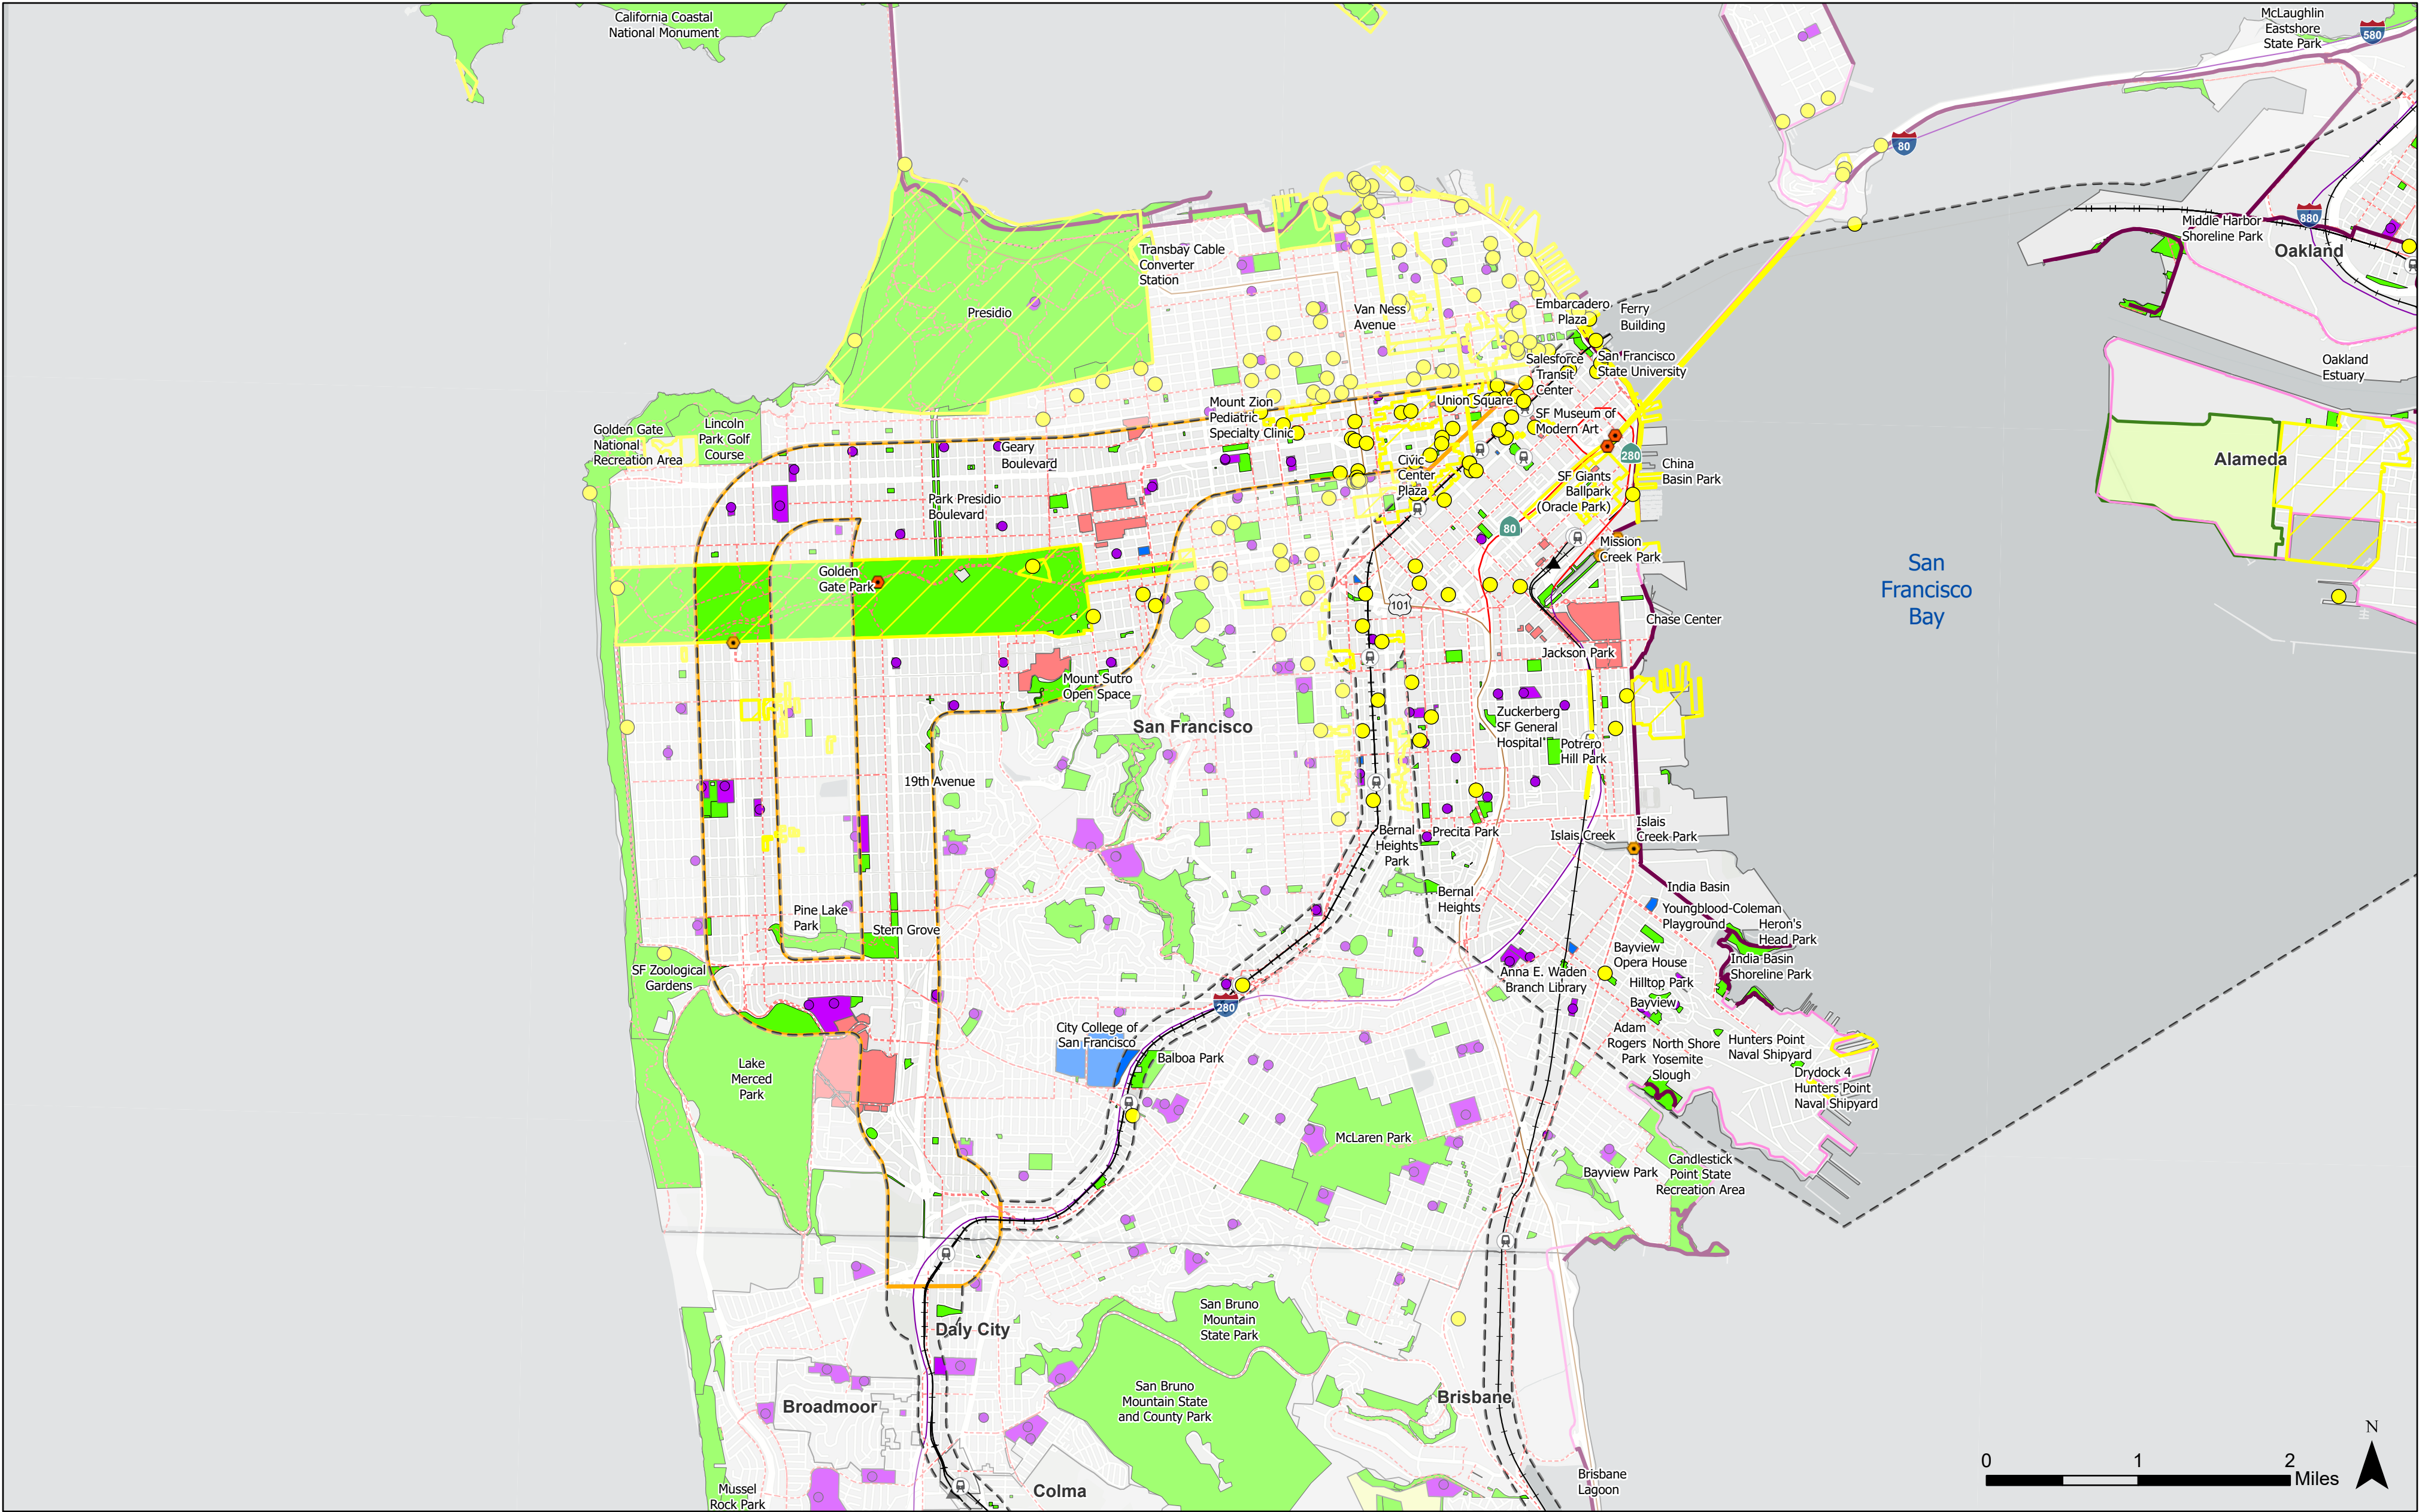 California Coastal
National Monument
McLaughlin
Eastshore
State Park
580
80
880
Middle Harbor
Shoreline Park
Oakland
Transbay Cable
Converter
Station
Presidio
Van Ness
Avenue
Embarcadero
Plaza
Ferry
Building
Salesforce
Transit
Center
San Francisco
State University
Oakland
Estuary
Mount Zion
Pediatric
Specialty Clinic
Union Square
SF Museum of
Modern Art
Golden Gate
National
Recreation Area
Lincoln
Park Golf
Course
Geary
Boulevard
Civic
Center
Plaza
280
China
Basin Park
Alameda
SF Giants
Ballpark
(Oracle Park)
Park Presidio
Boulevard
80
Mission
Creek Park
San
Francisco
Bay
Golden
Gate Park
101
Chase Center
Jackson Park
Mount Sutro
Open Space
San Francisco
Zuckerberg
SF General
Hospital
Potrero
Hill Park
19th Avenue
Bernal
Heights
Park
Precita Park
Islais Creek
Islais
Creek Park
India Basin
Bernal
Heights
Youngblood-Coleman
Playground
Heron's
Head Park
Pine Lake
Park
Stern Grove
Bayview
Opera House
India Basin
Shoreline Park
SF Zoological
Gardens
Anna E. Waden
Branch Library
Hilltop Park
Bayview
280
City College of
San Francisco
Balboa Park
Adam
Rogers
Park
North Shore
Yosemite
Slough
Hunters Point
Naval Shipyard
Lake
Merced
Park
Drydock 4
Hunters Point
Naval Shipyard
McLaren Park
Bayview Park
Candlestick
Point State
Recreation Area
San Bruno
Mountain
State Park
Daly City
San Bruno
Mountain State
and County Park
Broadmoor
Brisbane
Mussel
Rock Park
Colma
Brisbane
Lagoon
N
0 1 2
Miles